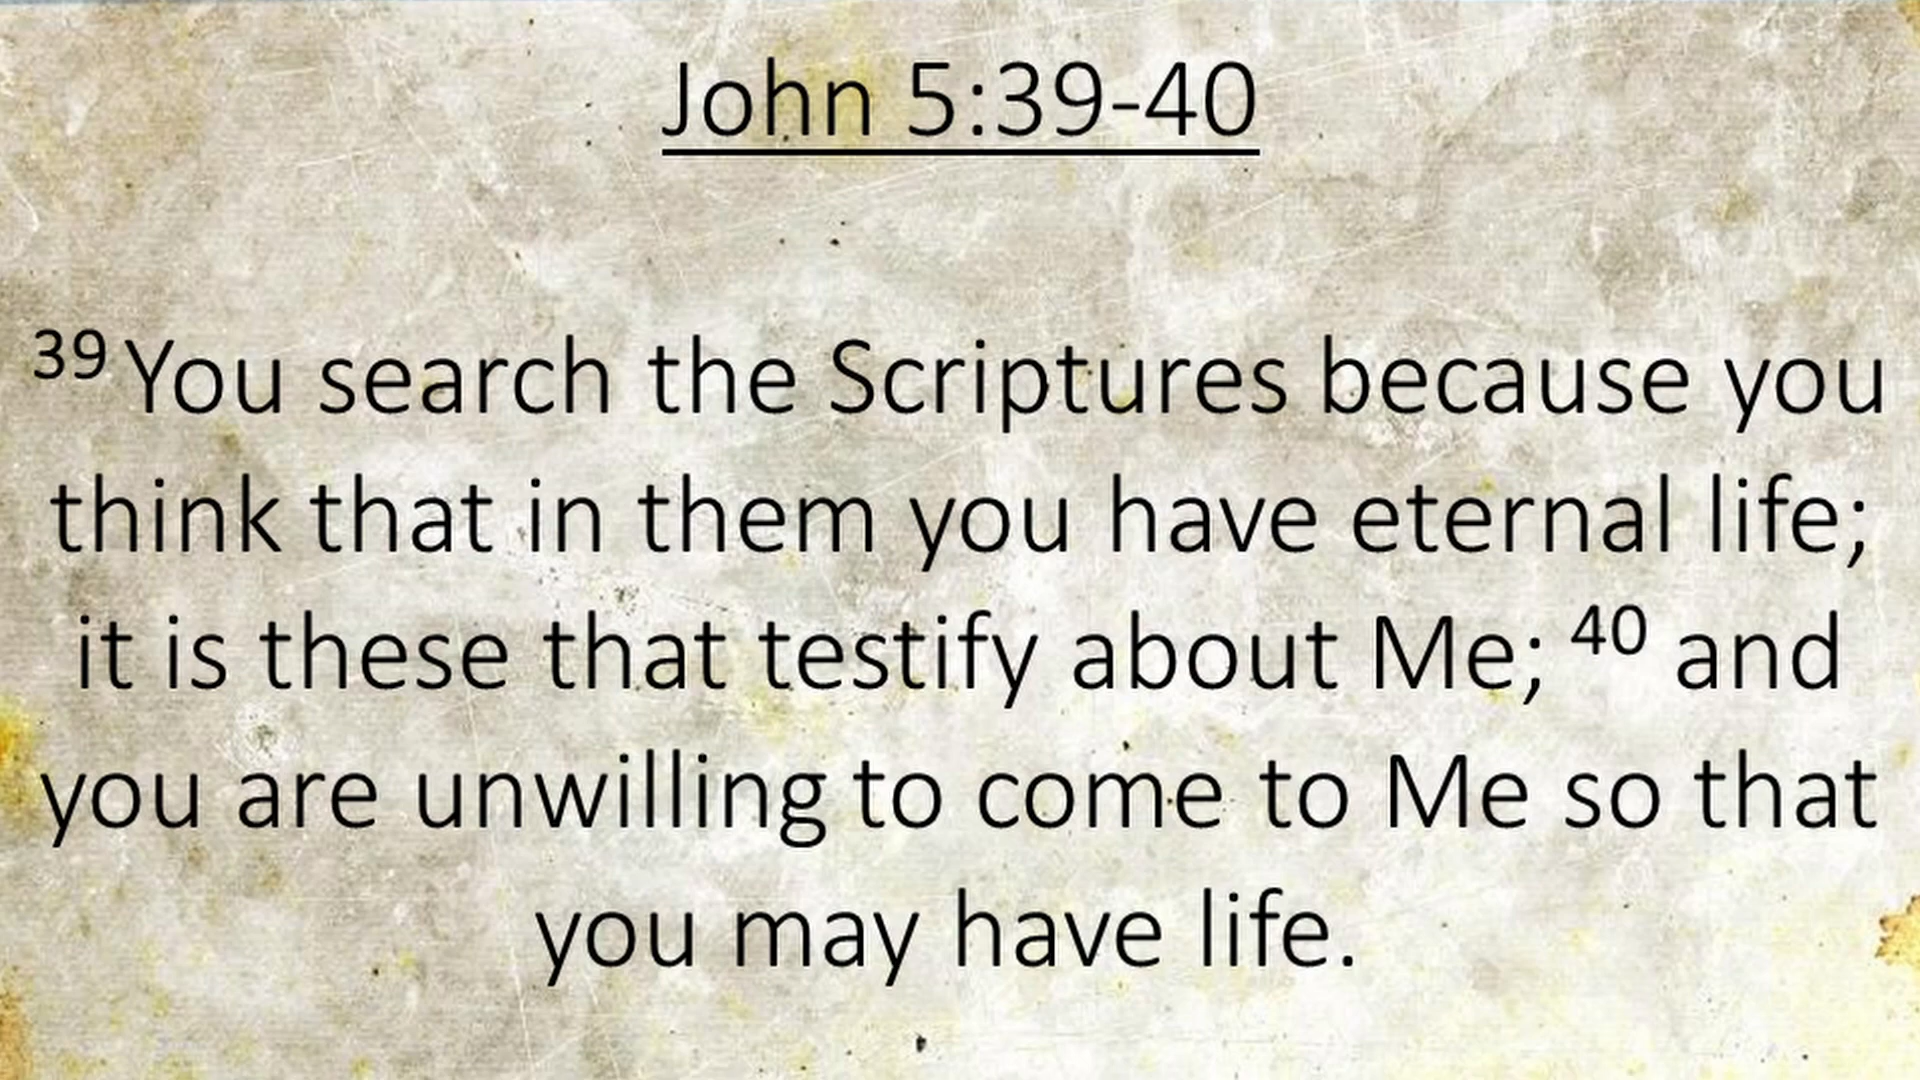 John 5:39-40
39 You search the Scriptures because you
think that in them you have eternal life;
it is these that testify about Me; 40 and
you are unwilling to come to Me so that
you may have life.